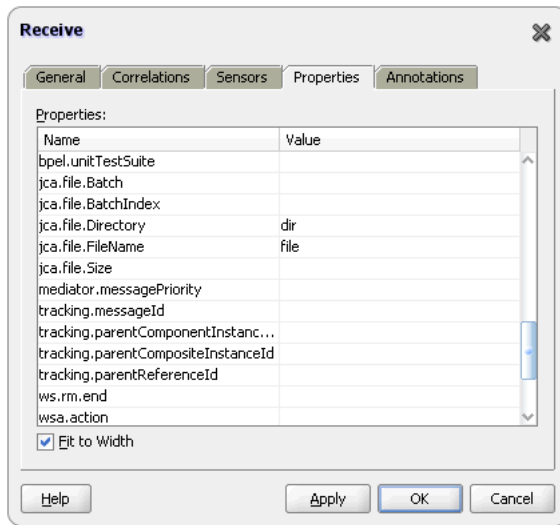 Receive
General Correlations Sensors Properties Annotations
Properties:
Name Value
bpel.unitTestSuite
jca.file.Batch
jca.file.BatchIndex
jca.file.Directory dir
jca.file.FileName file
jca.file.Size
mediator.messagePriority
tracking.messageId
tracking.parentComponentInstanc...
tracking.parentCompositeInstanceId
tracking.parentReferenceId
ws.rm.end
wsa.action
Fit to Width
Help Apply OK Cancel